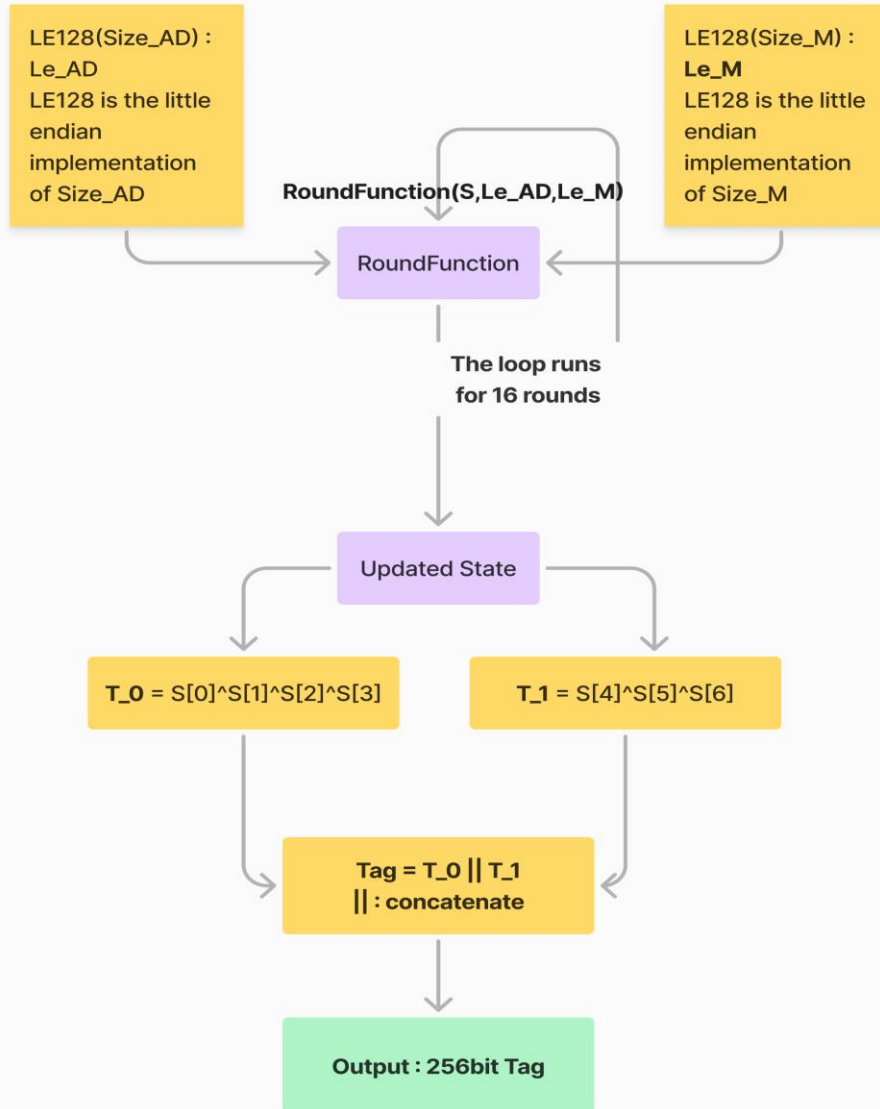 LE128(Size_AD) :
Le_AD
LE128 is the little
endian
implementation
of Size_AD
LE128(Size_M) :
Le_M
LE128 is the little
endian
implementation
of Size_M
RoundFunction(S,Le_AD,Le_M)
RoundFunction
The loop runs
for 16 rounds
Updated State
T_0 = S[0]^S[1]^S[2]^S[3]
T_1 = S[4]^S[5]^S[6]
Tag = T_0 || T_1
|| : concatenate
Output : 256bit Tag